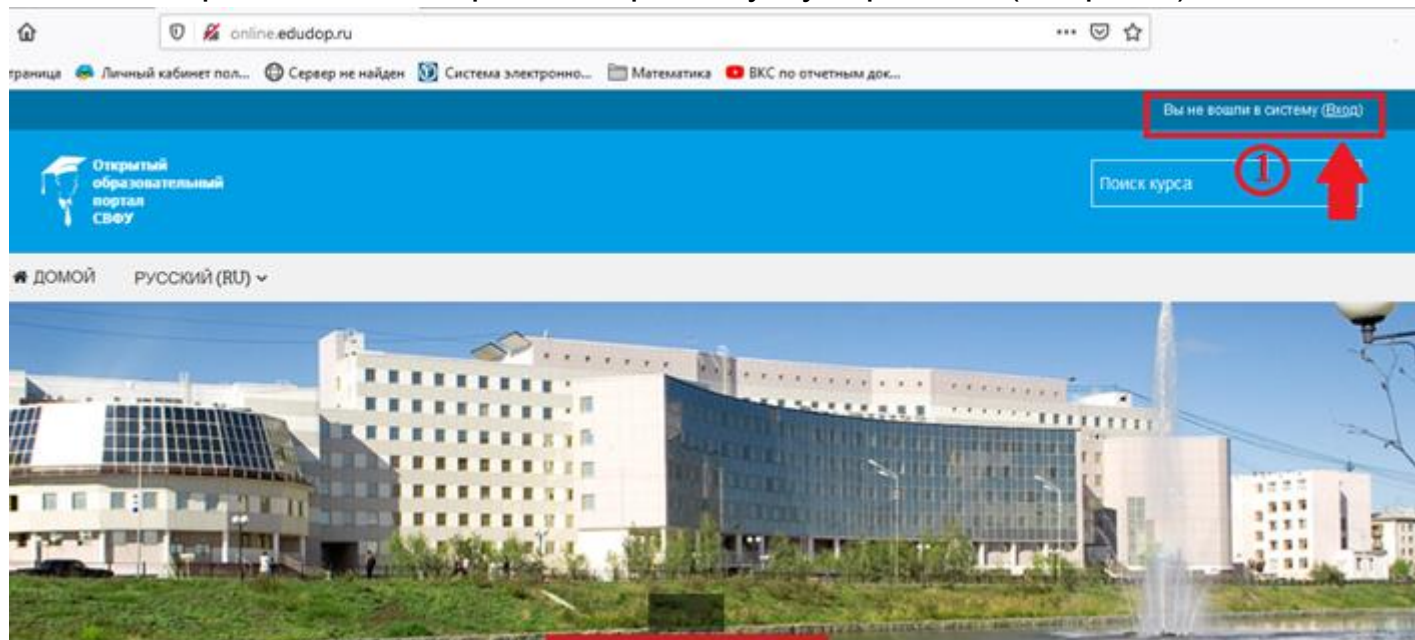 online.edudop.ru
траница Личный кабинет пол... Сервер не найден Система электронно... Математика ВКС по отчетным док...
Вы не вошли в систему (Вход)
Открытый
образовательный
портал
СВФУ
Поиск курса
1
ДОМОЙ РУССКИЙ (RU)